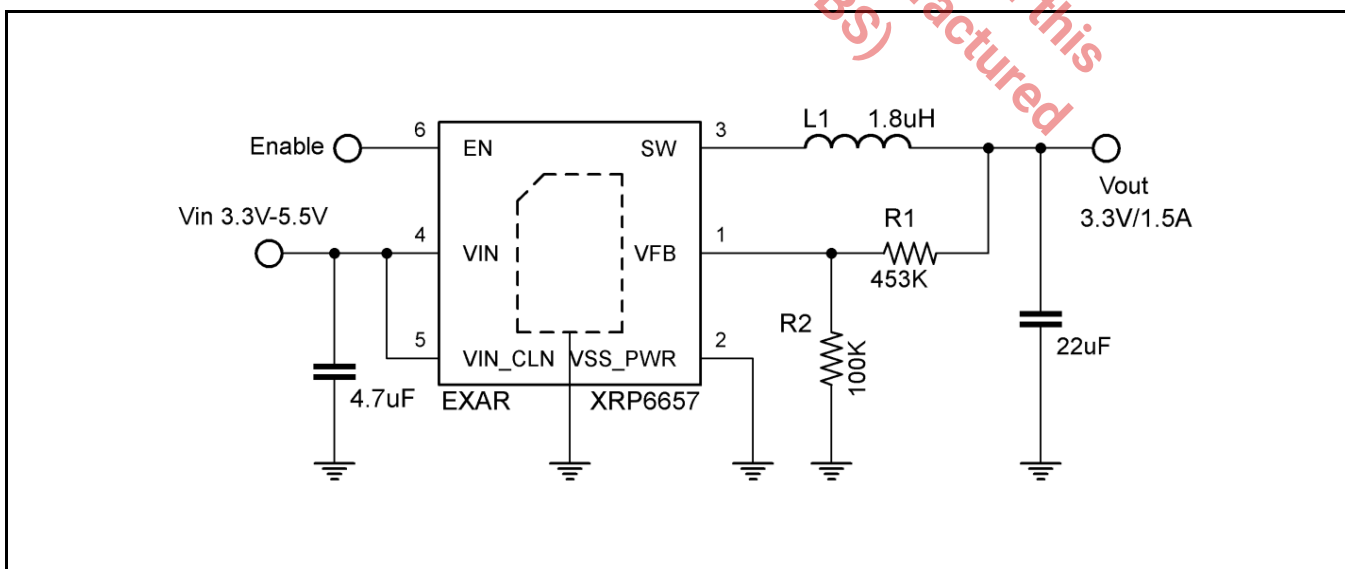 this
actured
BS)
L1 1.8uH
6
EN
SW
3
Enable
Vout
3.3V/1.5A
Vin 3.3V-5.5V
4
VIN
VFB
1
R1
453K
R2
100K
5
VIN_CLN
VSS_PWR
2
22uF
4.7uF
EXAR
XRP6657